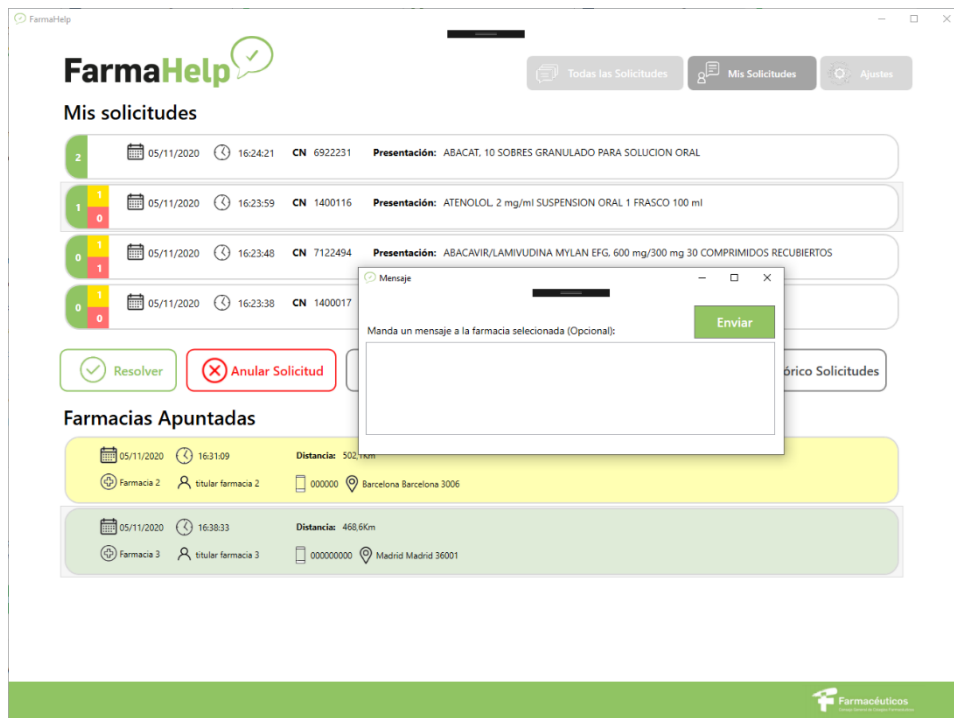 FarmaHelp
FarmaHelp
Todas las Solicitudes
Mis Solicitudes
Ajustes
Mis solicitudes
2 05/11/2020 16:24:21 CN 6922231 Presentación: ABACAT, 10 SOBRES GRANULADO PARA SOLUCION ORAL
1 1 0 05/11/2020 16:23:59 CN 1400116 Presentación: ATENOLOL, 2 mg/ml SUSPENSION ORAL 1 FRASCO 100 ml
0 1 1 05/11/2020 16:23:48 CN 7122494 Presentación: ABACAVIR/LAMIVUDINA MYLAN EFG, 600 mg/300 mg 30 COMPRIMIDOS RECUBIERTOS
0 1 0 05/11/2020 16:23:38 CN 1400017
Mensaje
Manda un mensaje a la farmacia selecionada (Opcional):
Enviar
Resolver
Anular Solicitud
órico Solicitudes
Farmacias Apuntadas
05/11/2020 16:31:09 Distancia: 502,1Km
Farmacia 2 titular farmacia 2 000000 Barcelona Barcelona 3006
05/11/2020 16:38:33 Distancia: 468,6Km
Farmacia 3 titular farmacia 3 000000000 Madrid Madrid 36001
Farmacéuticos